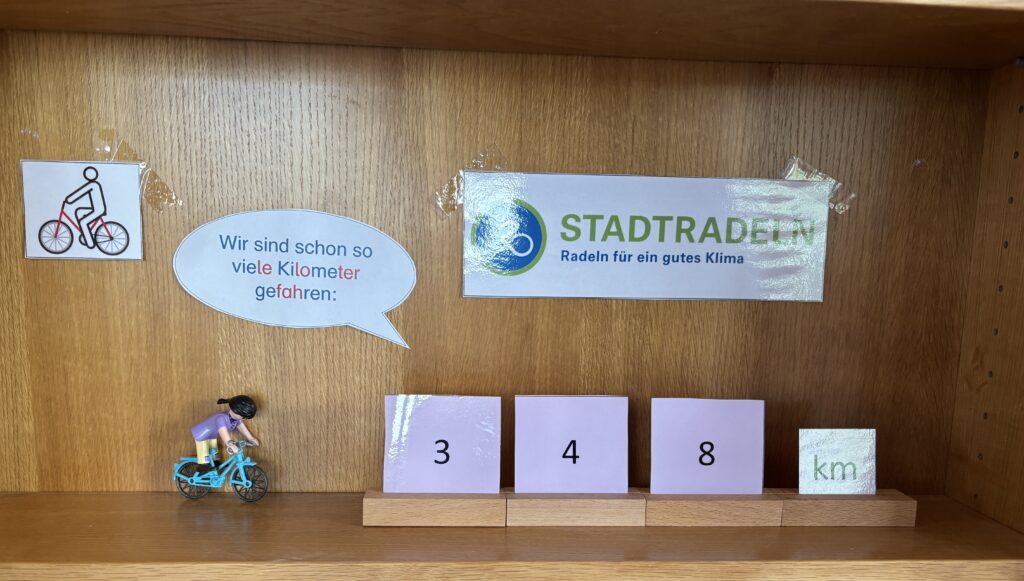 Wir sind schon so
viele Kilometer
gefahren:
STADTRADELN
Radeln für ein gutes Klima
3 4 8 km